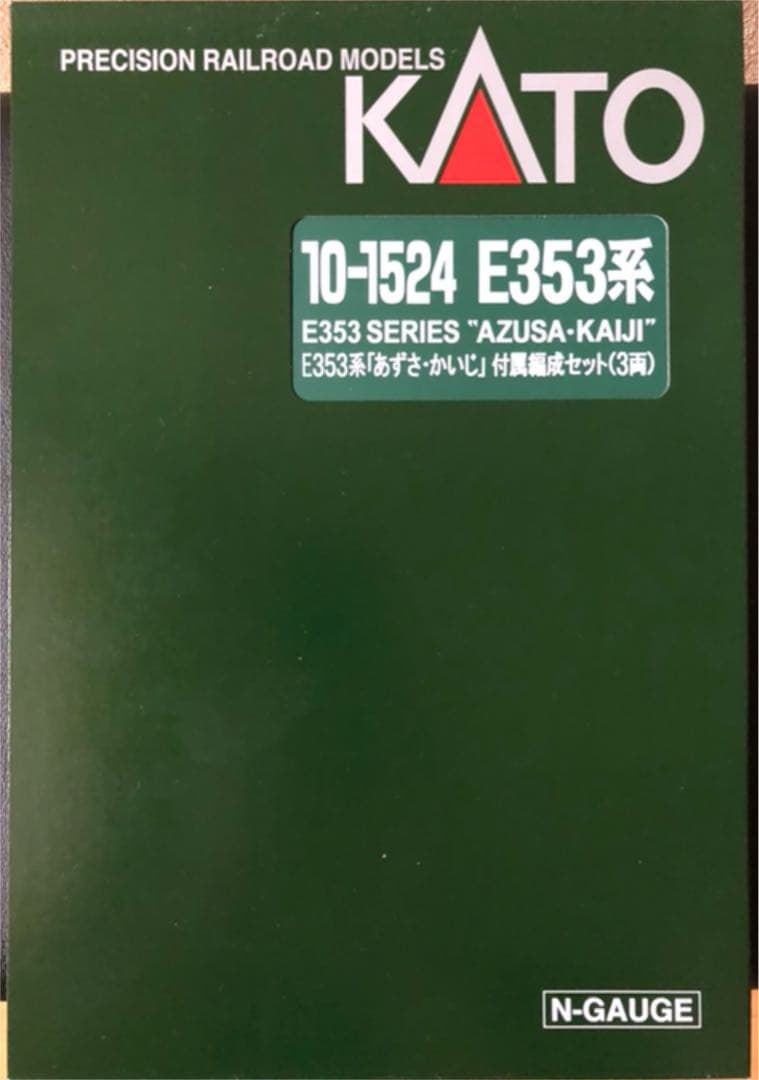 PRECISION RAILROAD MODELS
KATO
10-1524 E353系
E353 SERIES "AZUSA・KAIJI"
E353系「あずさ・かいじ」付属編成セット(3両)
N-GAUGE